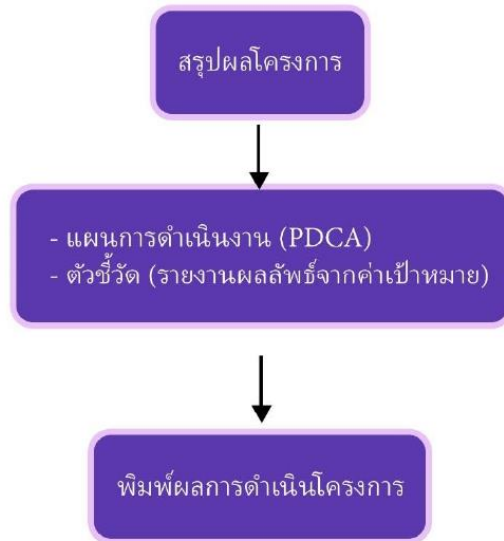 สรุปผลโครงการ
- แผนการดำเนินงาน (PDCA)
- ตัวชี้วัด (รายงานผลลัพธ์จากค่าเป้าหมาย)
พิมพ์ผลการดำเนินโครงการ